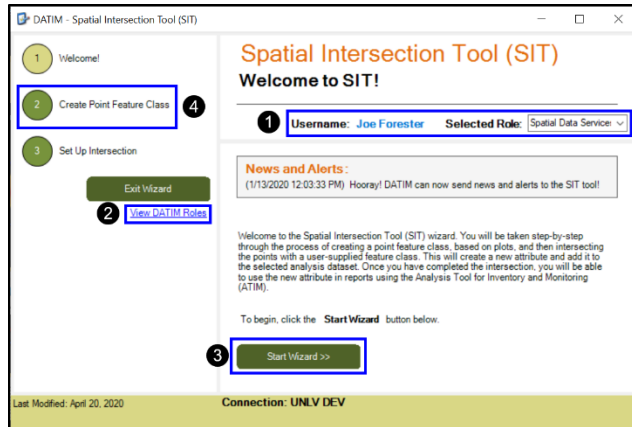 DATIM - Spatial Intersection Tool (SIT)
1 Welcome!
2 Create Point Feature Class
4
3 Set Up Intersection
Exit Wizard
2 View DATIM Roles
Spatial Intersection Tool (SIT)
Welcome to SIT!
1 Username: Joe Forester Selected Role: Spatial Data Services
News and Alerts:
(1/13/2020 12:03:33 PM) Hooray! DATIM can now send news and alerts to the SIT tool!
Welcome to the Spatial Intersection Tool (SIT) wizard. You will be taken step-by-step
through the process of creating a point feature class, based on plots, and then intersecting
the points with a user-supplied feature class. This will create a new attribute and add it to
the selected analysis dataset. Once you have completed the intersection, you will be able
to use the new attribute in reports using the Analysis Tool for Inventory and Monitoring
(ATIM).
To begin, click the Start Wizard button below.
3 Start Wizard >>
Last Modified: April 20, 2020
Connection: UNLV DEV